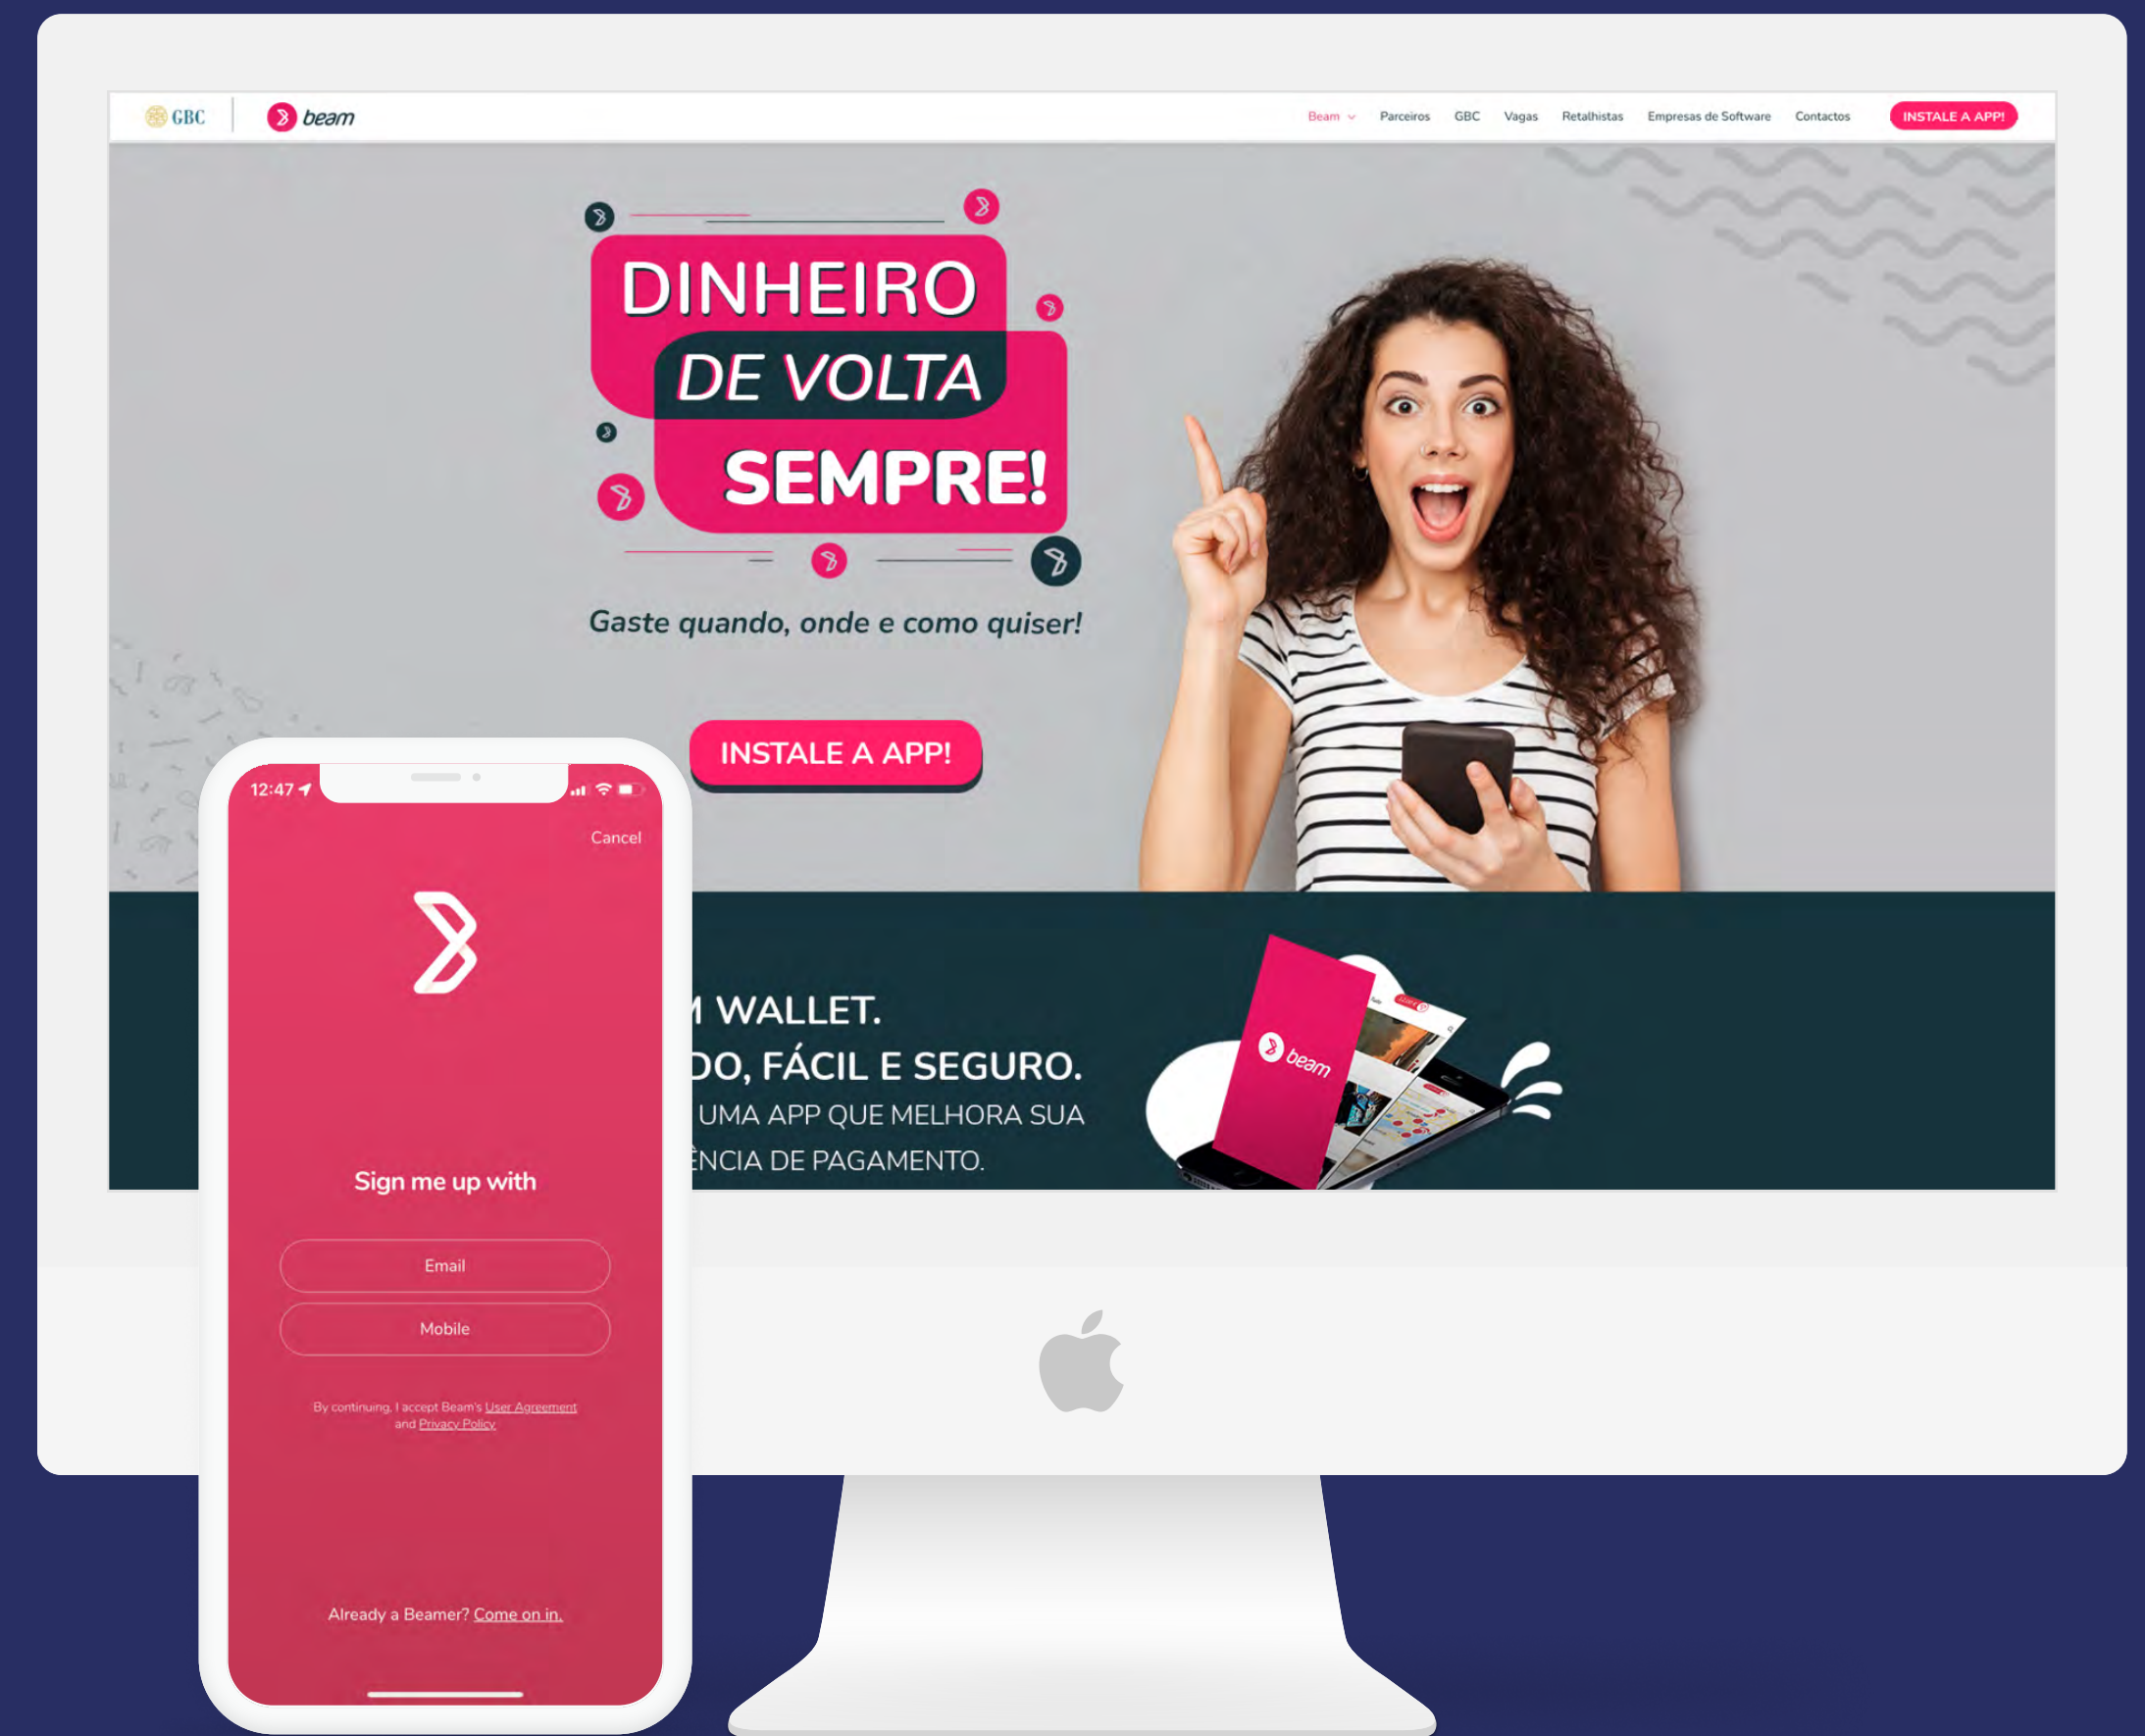 GBC
beam
Beam Parceiros GBC Vagas Retalhistas Empresas de Software Contactos INSTALE A APP!
DINHEIRO
DE VOLTA
SEMPRE!
Gaste quando, onde e como quiser!
INSTALE A APP!
WALLET.
DO, FÁCIL E SEGURO.
UMA APP QUE MELHORA SUA
ÊNCIA DE PAGAMENTO.
beam
12:47
Cancel
Sign me up with
Email
Mobile
By continuing, I accept Beam's User Agreement
and Privacy Policy
Already a Beamer? Come on in.